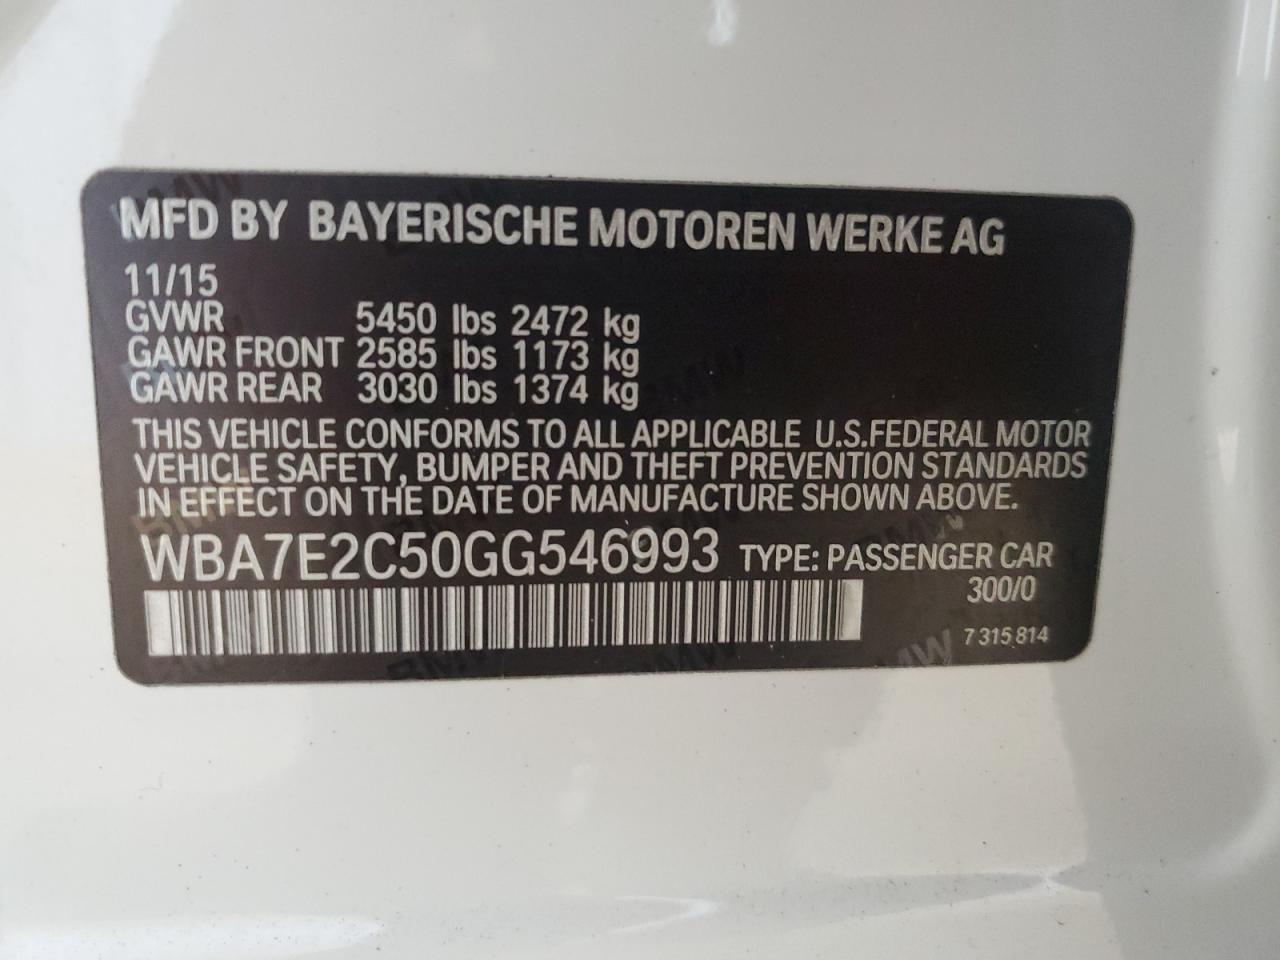 MFD BY BAYERISCHE MOTOREN WERKE AG
11/15
GVWR 5450 lbs 2472 kg
GAWR FRONT 2585 lbs 1173 kg
GAWR REAR 3030 lbs 1374 kg
THIS VEHICLE CONFORMS TO ALL APPLICABLE U.S.FEDERAL MOTOR
VEHICLE SAFETY, BUMPER AND THEFT PREVENTION STANDARDS
IN EFFECT ON THE DATE OF MANUFACTURE SHOWN ABOVE.
WBA7E2C50GG546993 TYPE: PASSENGER CAR
300/0
7 315 814